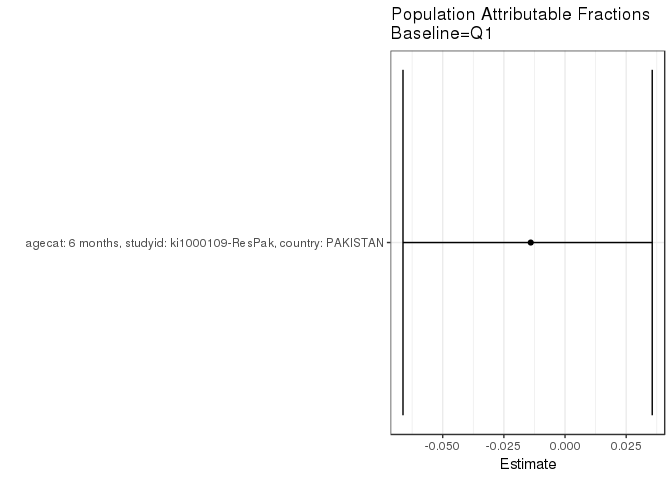 Population Attributable Fractions
Baseline=Q1
agecat: 6 months, studyid: ki1000109-ResPak, country: PAKISTAN
-0.050 -0.025 0.000 0.025
Estimate